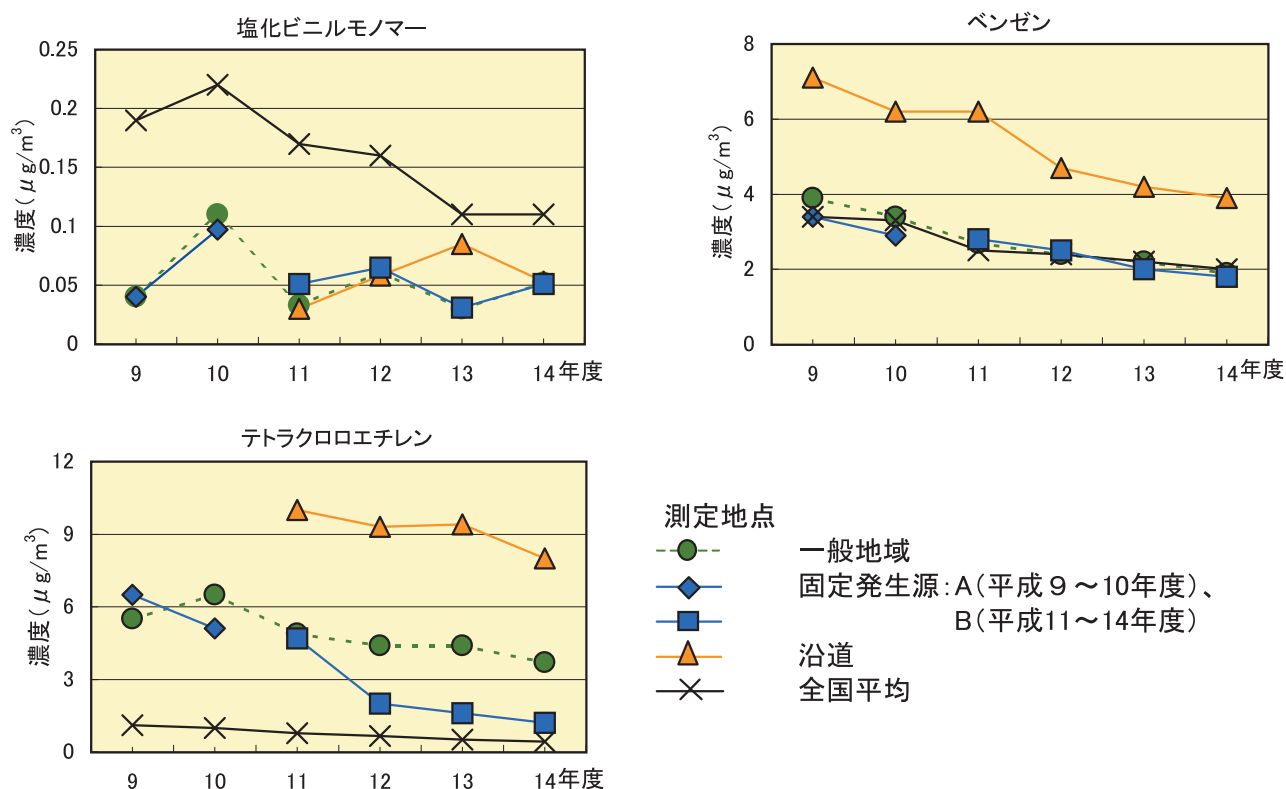 塩化ビニルモノマー
濃度(μg/m³)
0.25
0.2
0.15
0.1
0.05
0
9 10 11 12 13 14年度
ベンゼン
濃度(μg/m³)
8
6
4
2
0
9 10 11 12 13 14年度
テトラクロロエチレン
濃度(μg/m³)
12
9
6
3
0
9 10 11 12 13 14年度
測定地点
一般地域
固定発生源:A(平成9〜10年度)、
B(平成11〜14年度)
沿道
全国平均